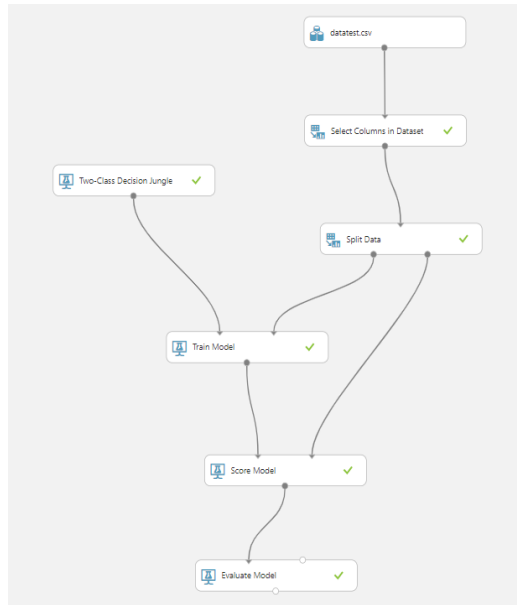 datatest.csv
Select Columns in Dataset
Two-Class Decision Jungle
Split Data
Train Model
Score Model
Evaluate Model